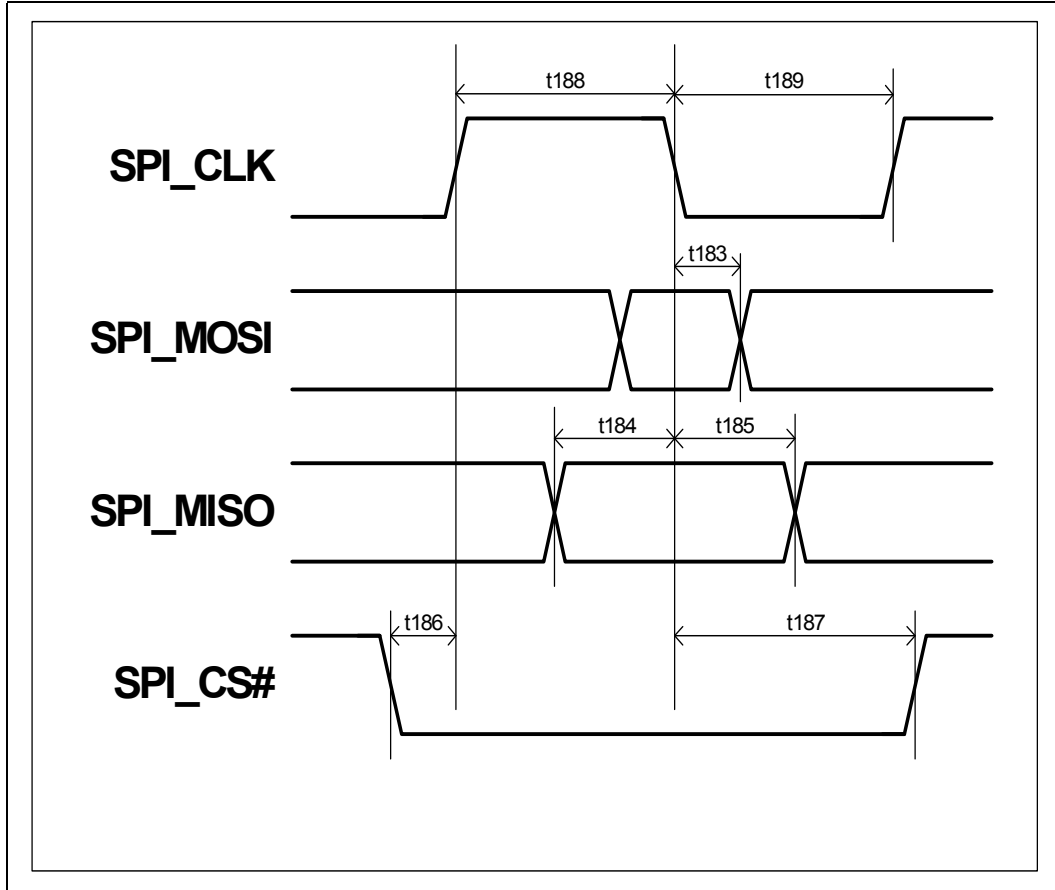 t188
t189
SPI_CLK
t183
SPI_MOSI
t184
t185
SPI_MISO
t186
t187
SPI_CS#